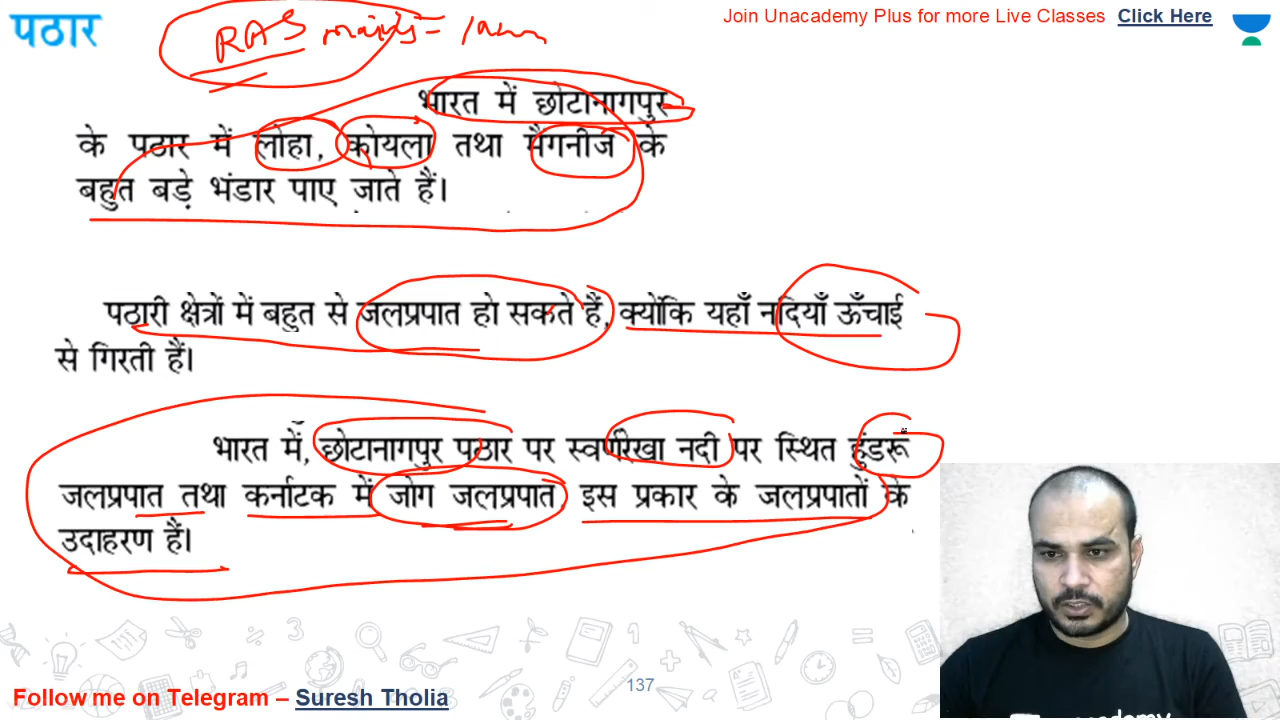 Join Unacademy Plus for more Live Classes Click Here
पठार
RAS
भारत में छोटानागपुर
के पठार में लोहा, कोयला तथा मैंगनीज के
बहुत बड़े भंडार पाए जाते हैं।
पठारी क्षेत्रों में बहुत से जलप्रपात हो सकते हैं, क्योंकि यहाँ नदियाँ ऊँचाई
से गिरती हैं।
भारत में, छोटानागपुर पठार पर स्वर्णरेखा नदी पर स्थित हुंडरू
जलप्रपात तथा कर्नाटक में जोग जलप्रपात इस प्रकार के जलप्रपातों के
उदाहरण हैं।
137
Follow me on Telegram – Suresh Tholia